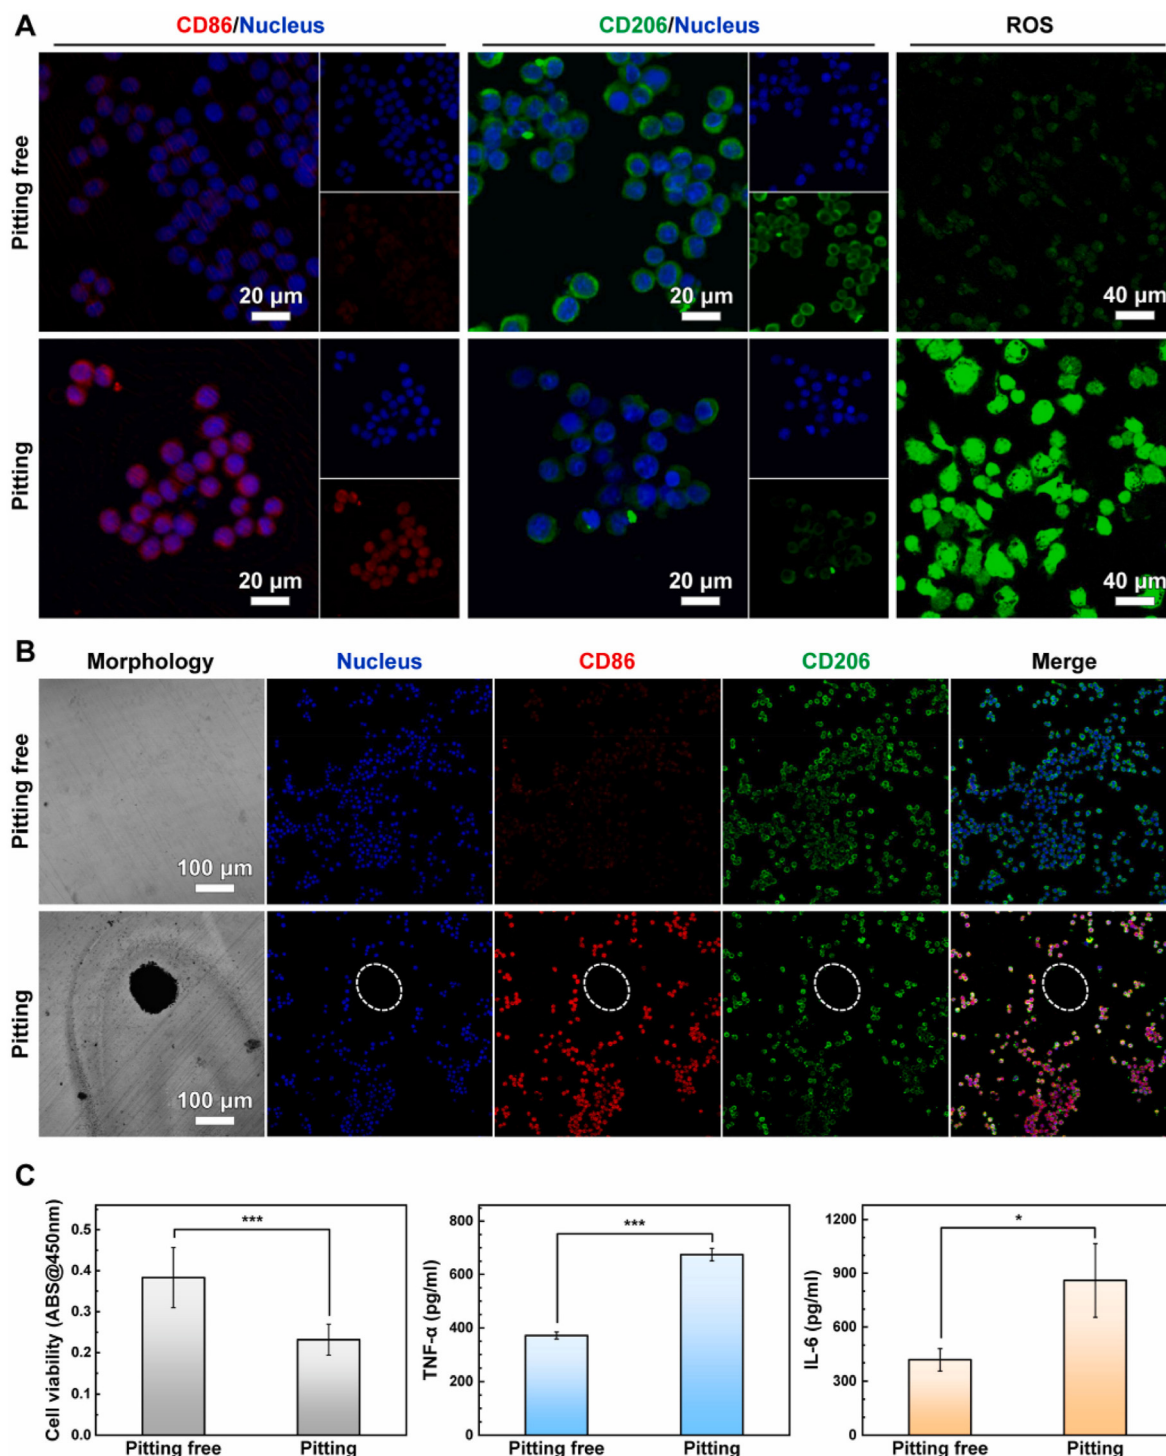 A
CD86/Nucleus
CD206/Nucleus
ROS
Pitting free
20 μm
20 μm
40 μm
Pitting
20 μm
20 μm
40 μm
B
Morphology
Nucleus
CD86
CD206
Merge
Pitting free
100 μm
Pitting
100 μm
C
Cell viability (ABS@450nm)
0.5
0.4
0.3
0.2
0.1
0.0
***
Pitting free
Pitting
TNF-α (pg/ml)
800
600
400
200
0
***
Pitting free
Pitting
IL-6 (pg/ml)
1200
900
600
300
0
*
Pitting free
Pitting